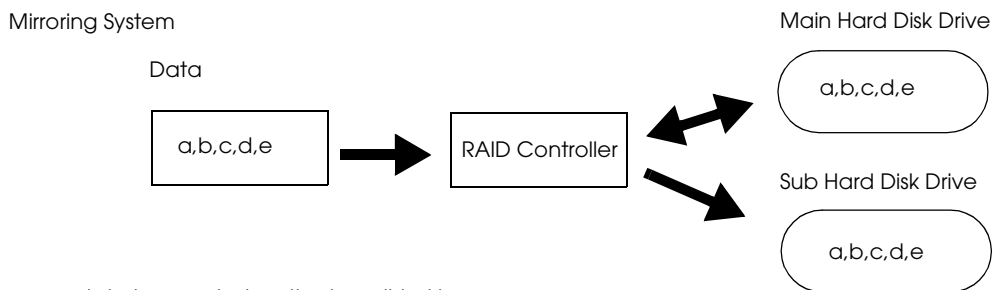 Mirroring System
Main Hard Disk Drive
Data
a,b,c,d,e
a,b,c,d,e
RAID Controller
Sub Hard Disk Drive
a,b,c,d,e